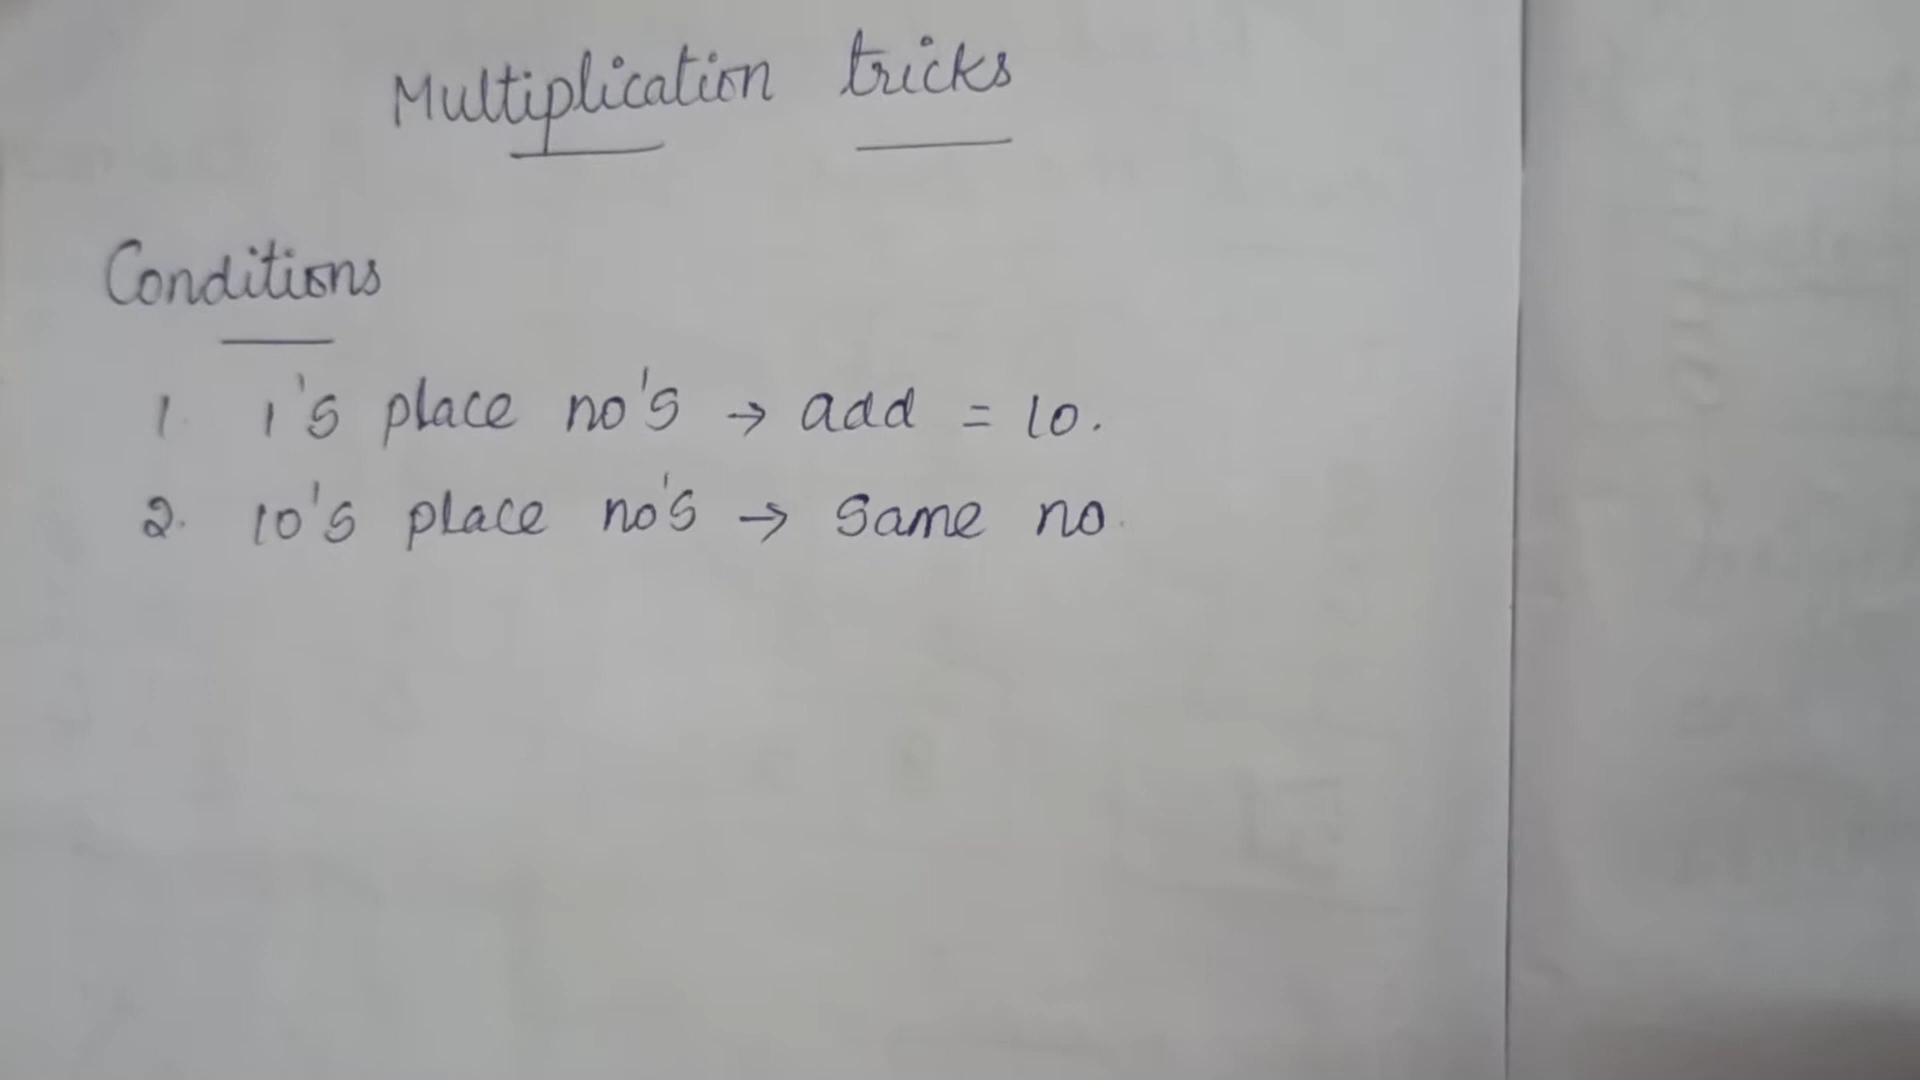 Multiplication tricks
Conditions
1. 1's place no's → add = 10.
2. 10's place no's → Same no.